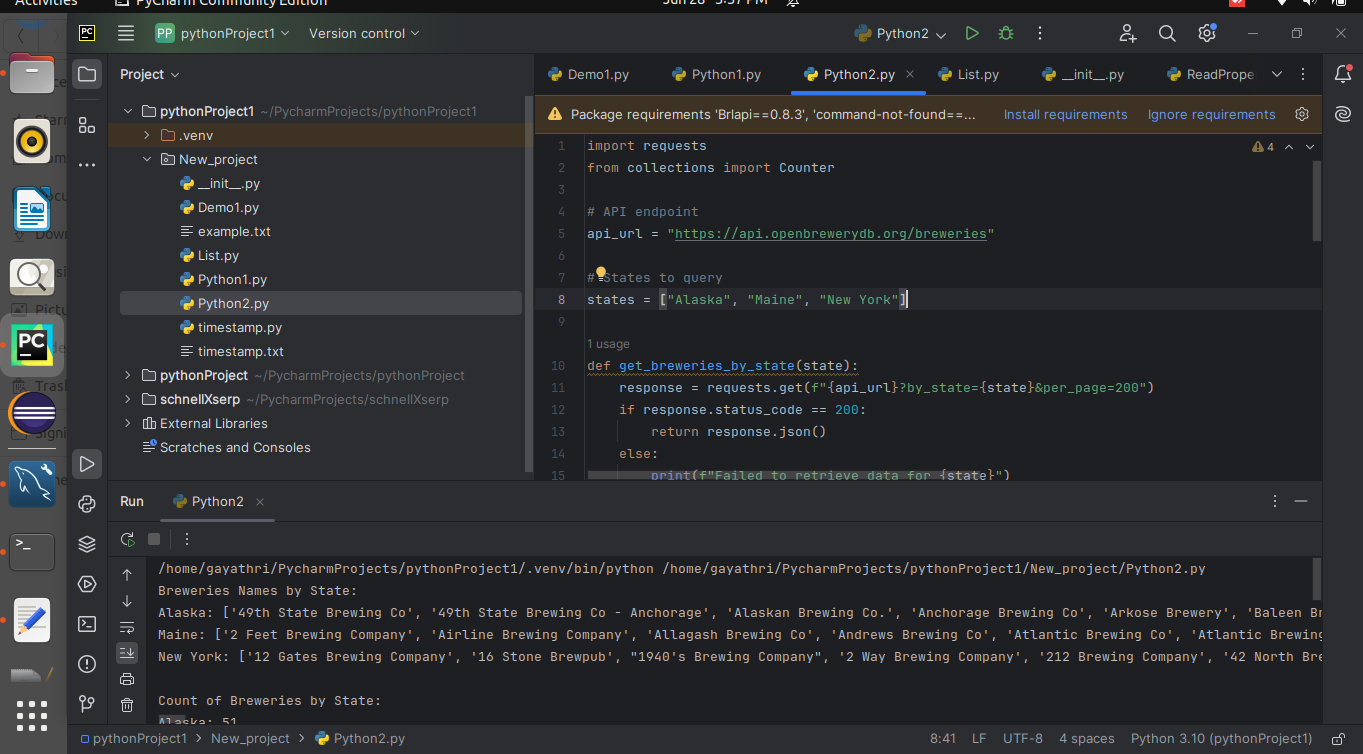 Activities PyCharm Community Edition Jun 28 3:37 PM
PP pythonProject1 Version control Python2
Project
pythonProject1 ~/PycharmProjects/pythonProject1
.venv
New_project
__init__.py
Demo1.py
example.txt
List.py
Python1.py
Python2.py
timestamp.py
timestamp.txt
pythonProject ~/PycharmProjects/pythonProject
schnellXserp ~/PycharmProjects/schnellXserp
External Libraries
Scratches and Consoles
Demo1.py Python1.py Python2.py List.py __init__.py ReadPrope
Package requirements 'Brlapi==0.8.3', 'command-not-found==... Install requirements Ignore requirements
4
1 import requests
2 from collections import Counter
3
4 # API endpoint
5 api_url = "https://api.openbrewerydb.org/breweries"
6
7 # States to query
8 states = ["Alaska", "Maine", "New York"]
9
1 usage
10 def get_breweries_by_state(state):
11 response = requests.get(f"{api_url}?by_state={state}&per_page=200")
12 if response.status_code == 200:
13 return response.json()
14 else:
15 print(f"Failed to retrieve data for {state}")
Run Python2
/home/gayathri/PycharmProjects/pythonProject1/.venv/bin/python /home/gayathri/PycharmProjects/pythonProject1/New_project/Python2.py
Breweries Names by State:
Alaska: ['49th State Brewing Co', '49th State Brewing Co - Anchorage', 'Alaskan Brewing Co.', 'Anchorage Brewing Co', 'Arkose Brewery', 'Baleen Br
Maine: ['2 Feet Brewing Company', 'Airline Brewing Company', 'Allagash Brewing Co', 'Andrews Brewing Co', 'Atlantic Brewing Co', 'Atlantic Brewing
New York: ['12 Gates Brewing Company', '16 Stone Brewpub', "1940's Brewing Company", '2 Way Brewing Company', '212 Brewing Company', '42 North Bre
Count of Breweries by State:
Alaska: 51
pythonProject1 > New_project > Python2.py 8:41 LF UTF-8 4 spaces Python 3.10 (pythonProject1)